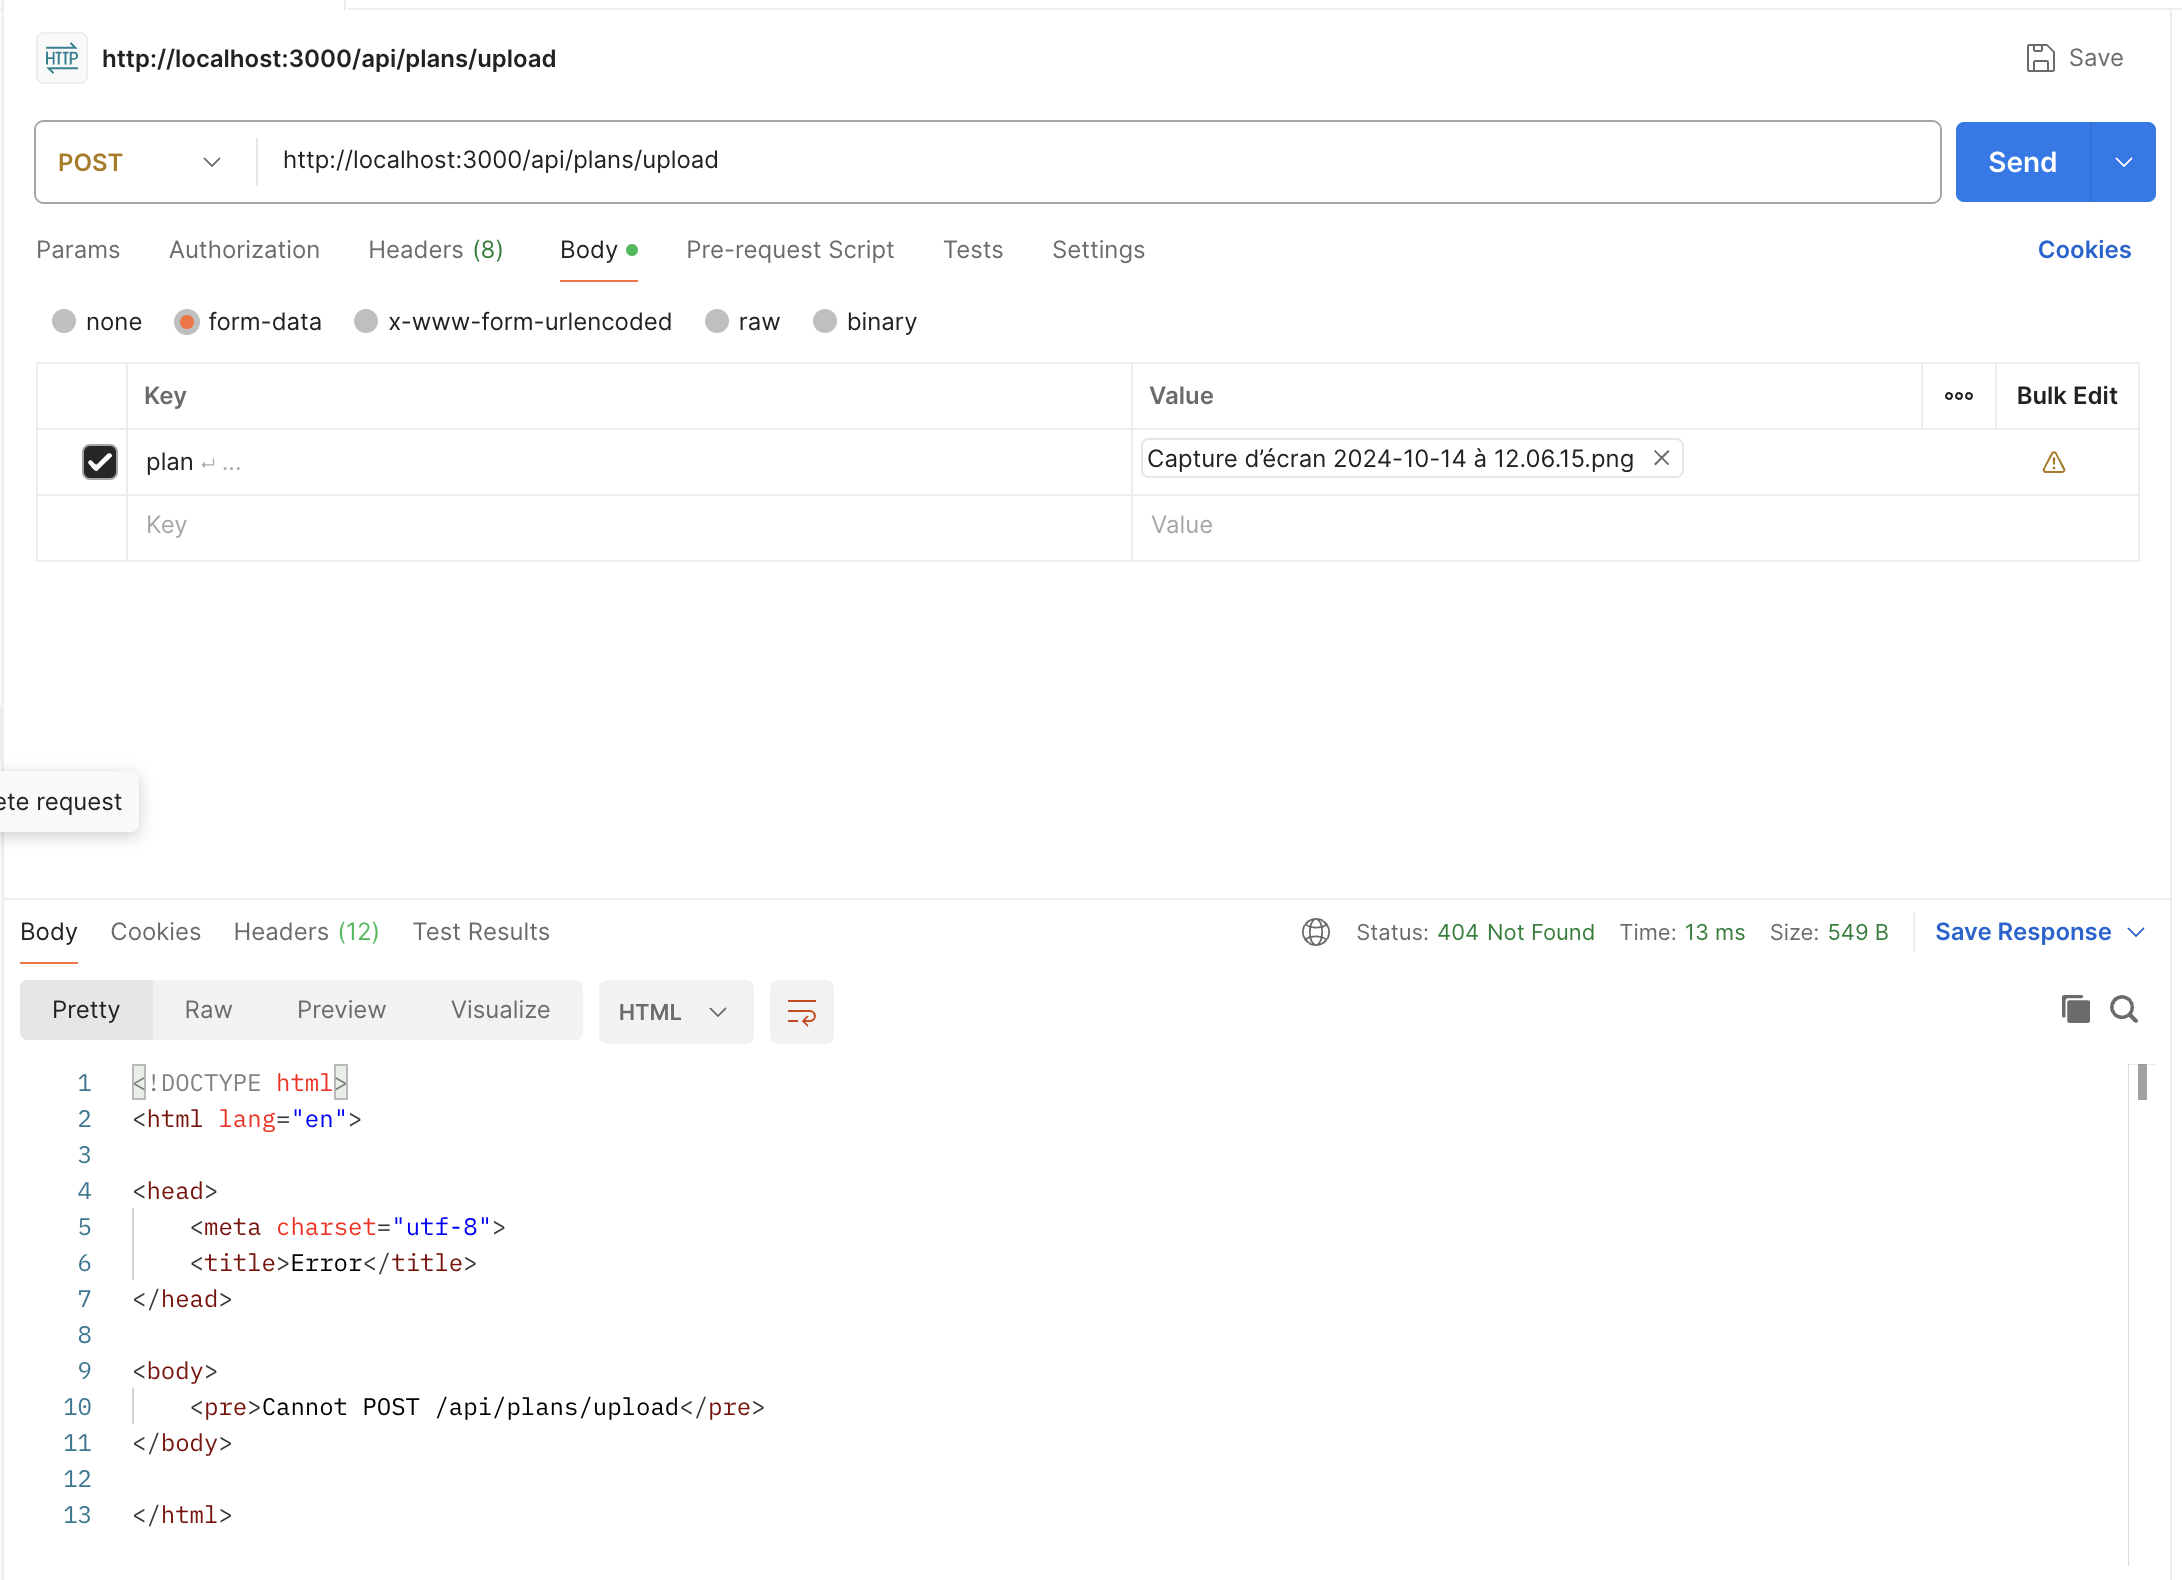 HTTP http://localhost:3000/api/plans/upload Save
POST http://localhost:3000/api/plans/upload Send
Params Authorization Headers (8) Body Pre-request Script Tests Settings Cookies
none form-data x-www-form-urlencoded raw binary
Key Value ooo Bulk Edit
plan ↵ ... Capture d’écran 2024-10-14 à 12.06.15.png
Key Value
ete request
Body Cookies Headers (12) Test Results Status: 404 Not Found Time: 13 ms Size: 549 B Save Response
Pretty Raw Preview Visualize HTML
1 <!DOCTYPE html>
2 <html lang="en">
3
4 <head>
5 <meta charset="utf-8">
6 <title>Error</title>
7 </head>
8
9 <body>
10 <pre>Cannot POST /api/plans/upload</pre>
11 </body>
12
13 </html>